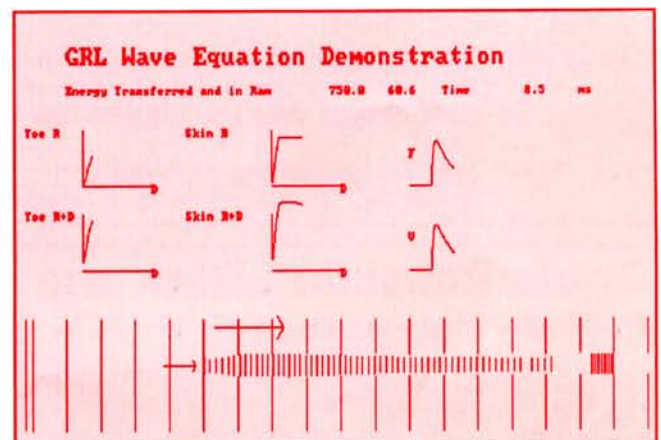 GRL Wave Equation Demonstration
Energy Transferred and in Ram 750.0 60.6 Time 8.5 ms
Toe R Skin R F
D D
Toe R+D Skin R+D V
D D